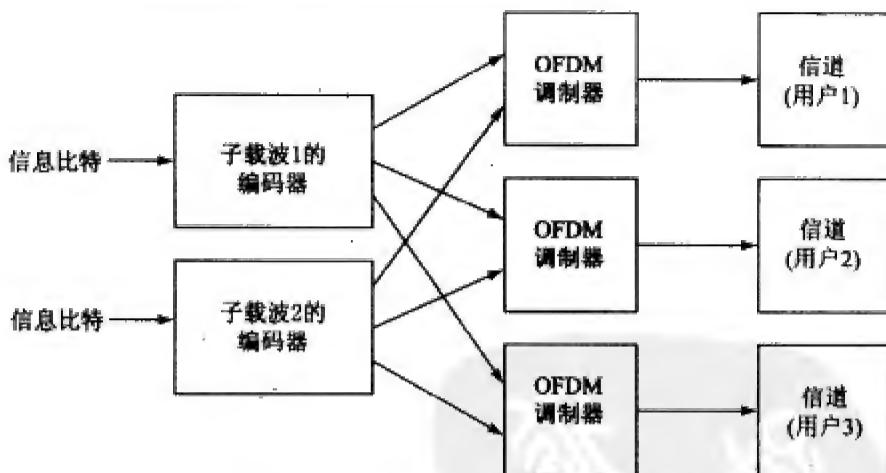 信息比特
子载波1的
编码器
信息比特
子载波2的
编码器
OFDM
调制器
OFDM
调制器
OFDM
调制器
信道
(用户1)
信道
(用户2)
信道
(用户3)